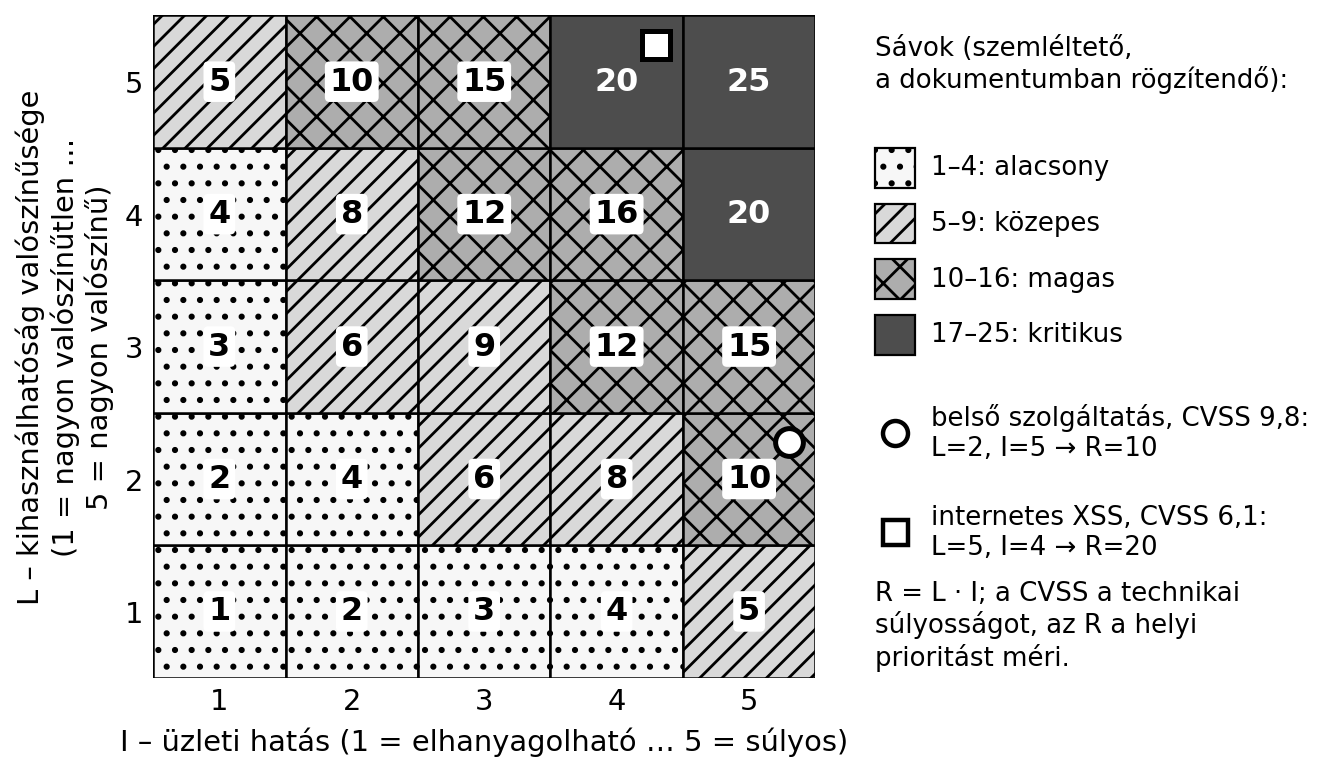 L – kihasználhatóság valószínűsége
(1 = nagyon valószínűtlen ...
5 = nagyon valószínű)
5
5
10
15
20
25
4
4
8
12
16
20
3
3
6
9
12
15
2
2
4
6
8
10
1
1
2
3
4
5
1
2
3
4
5
I – üzleti hatás (1 = elhanyagolható ... 5 = súlyos)
Sávok (szemléltető,
a dokumentumban rögzítendő):
1–4: alacsony
5–9: közepes
10–16: magas
17–25: kritikus
belső szolgáltatás, CVSS 9,8:
L=2, I=5 → R=10
internetes XSS, CVSS 6,1:
L=5, I=4 → R=20
R = L · I; a CVSS a technikai
súlyosságot, az R a helyi
prioritást méri.